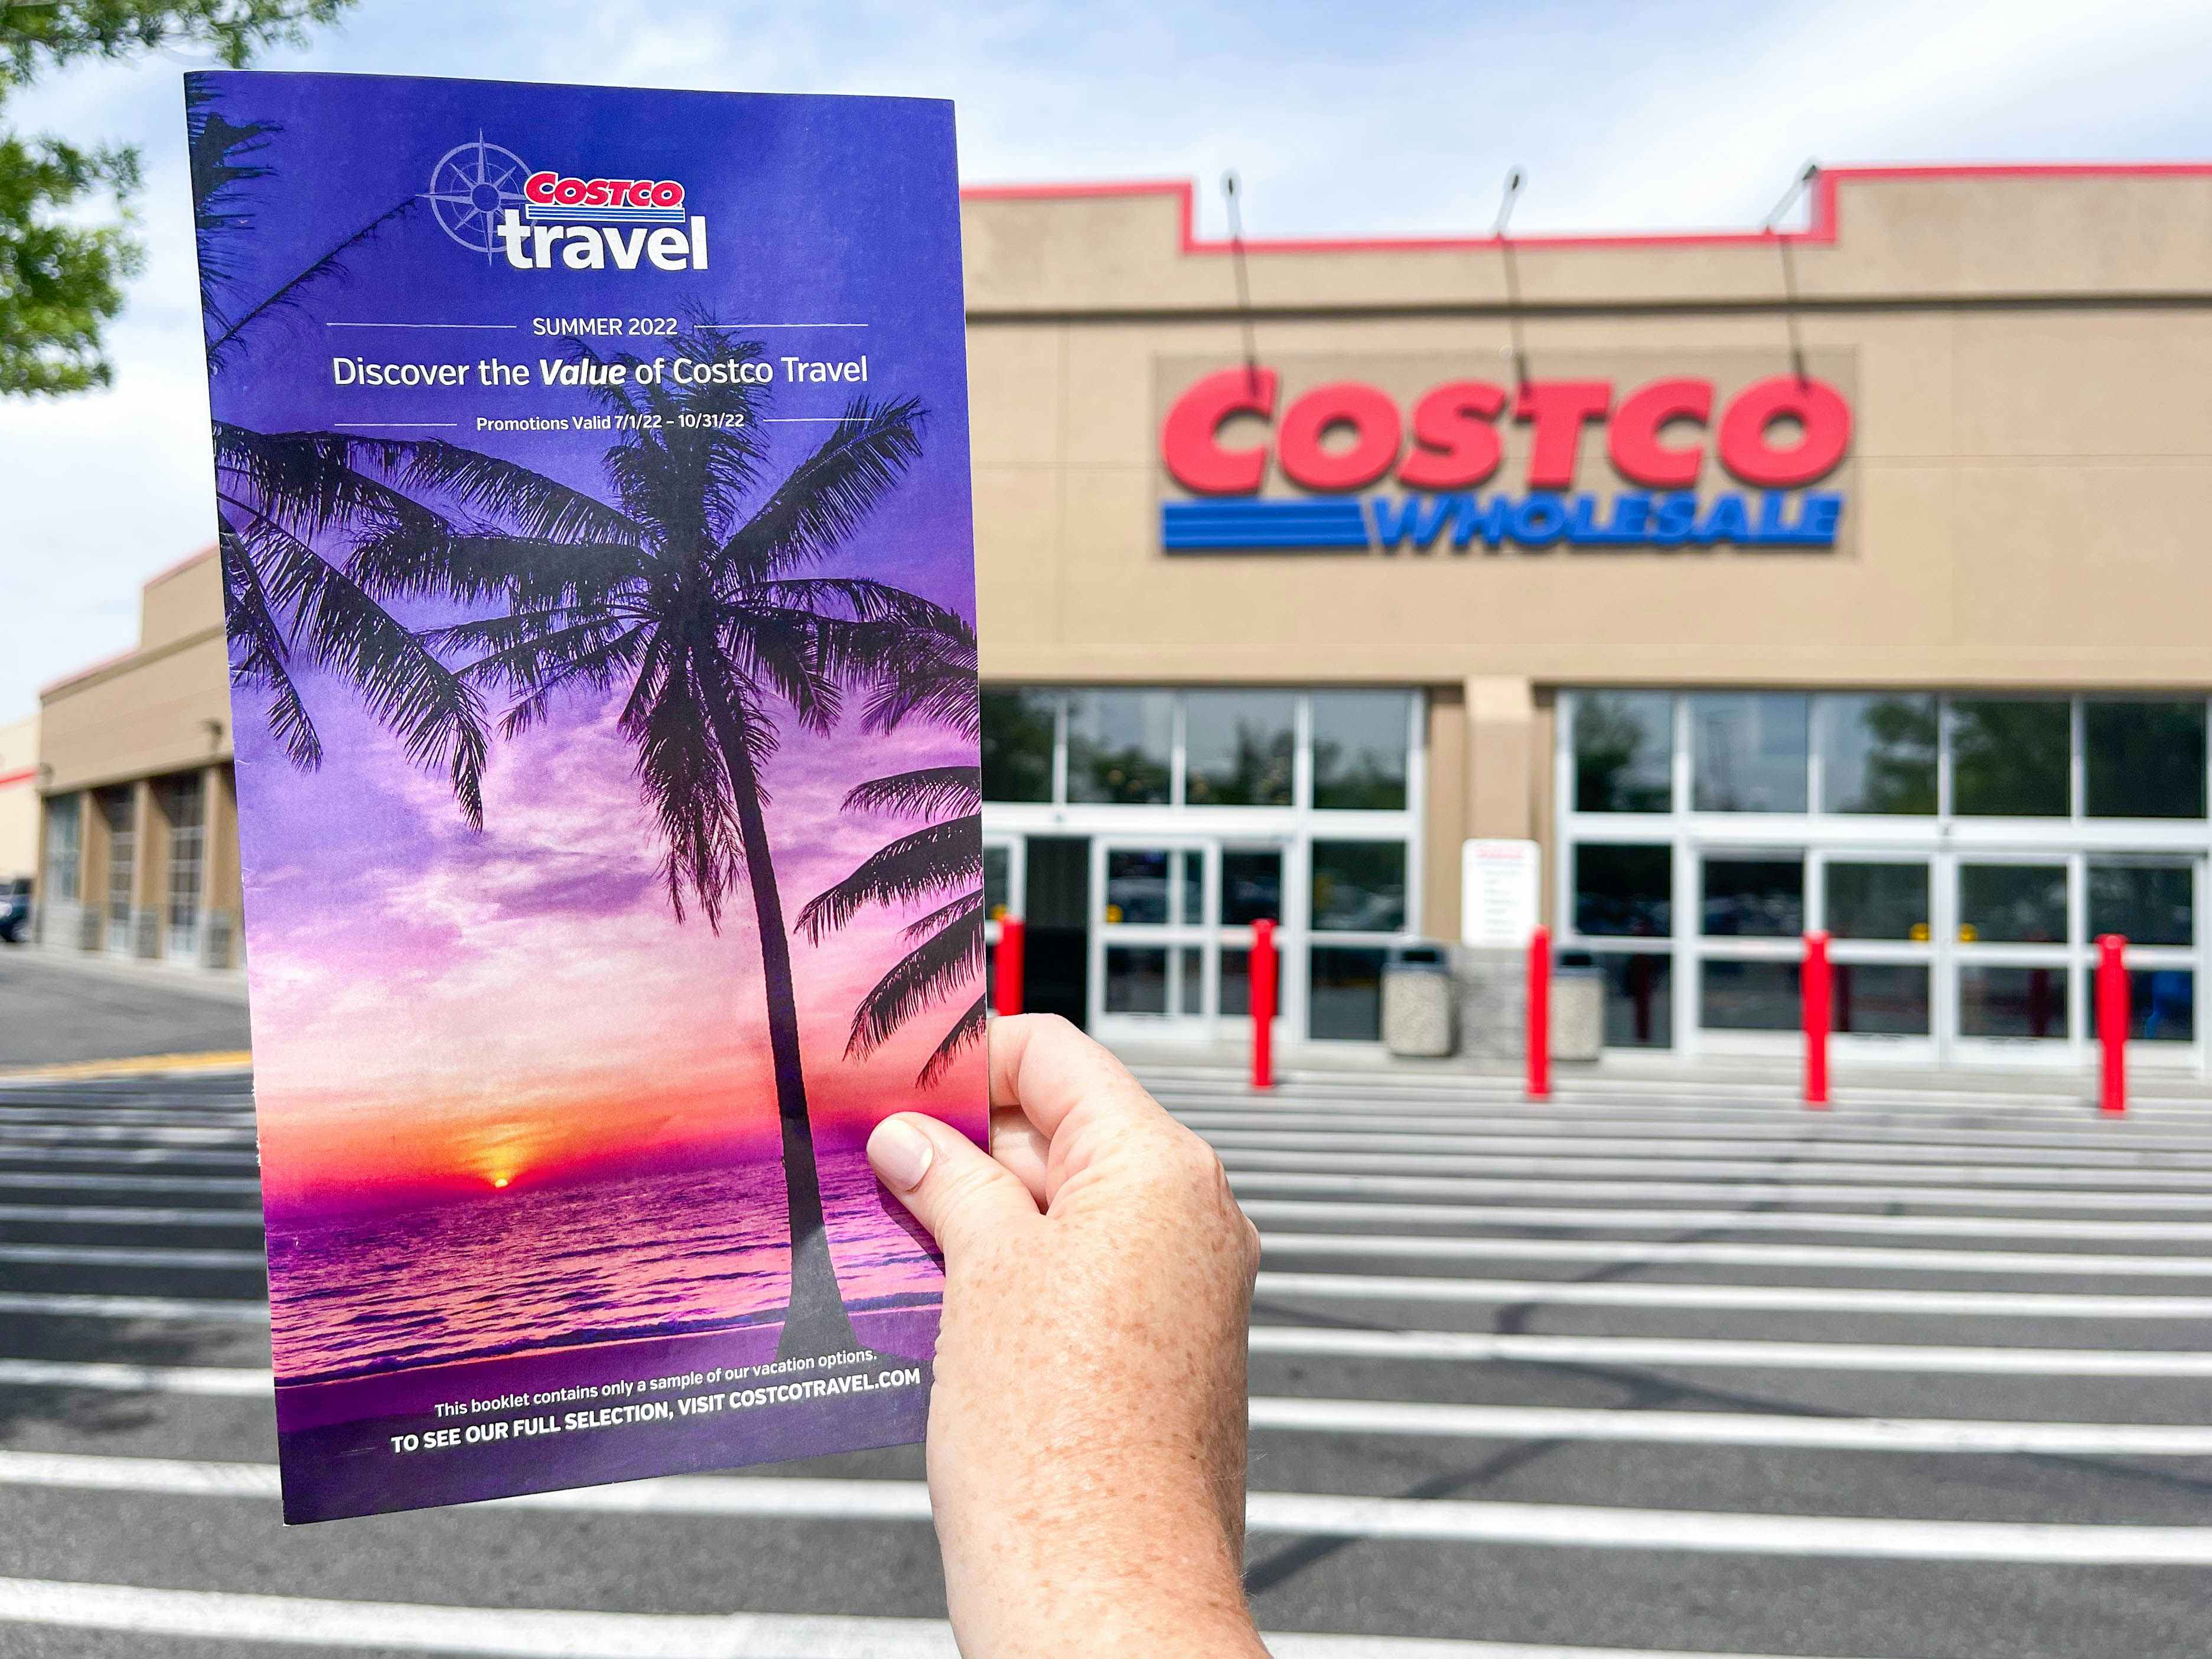 COSTCO
travel
SUMMER 2022
Discover the Value of Costco Travel
Promotions Valid 7/1/22 – 10/31/22
This booklet contains only a sample of our vacation options.
TO SEE OUR FULL SELECTION, VISIT COSTCOTRAVEL.COM
COSTCO
WHOLESALE